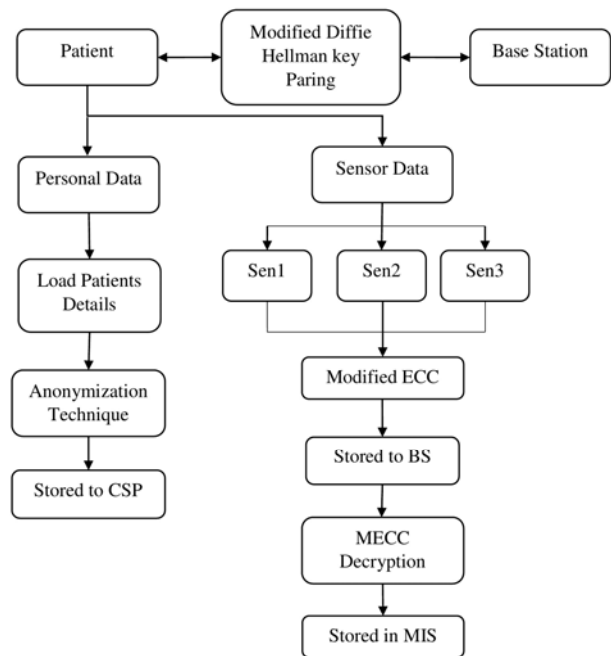 Patient
Modified Diffie
Hellman key
Paring
Base Station
Personal Data
Sensor Data
Load Patients
Details
Sen1
Sen2
Sen3
Anonymization
Technique
Modified ECC
Stored to CSP
Stored to BS
MECC
Decryption
Stored in MIS